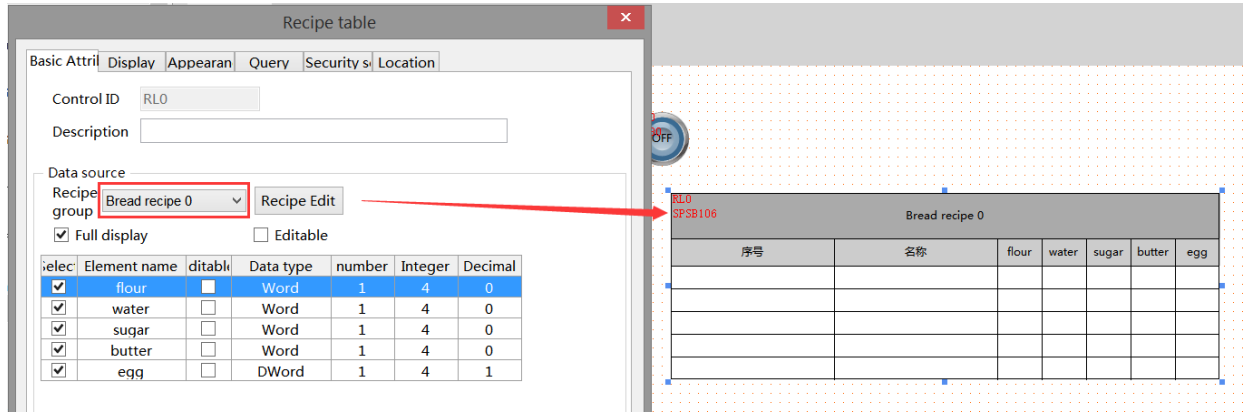 Recipe table
x
Basic Attril Display Appearan Query Security se Location
Control ID RL0
Description
Data source
Recipe group Bread recipe 0 Recipe Edit
Full display Editable
Selec Element name ditabl Data type number Integer Decimal
flour Word 1 4 0
water Word 1 4 0
sugar Word 1 4 0
butter Word 1 4 0
egg DWord 1 4 1
OFF
RL0
SPSB106
Bread recipe 0
序号 名称 flour water sugar butter egg